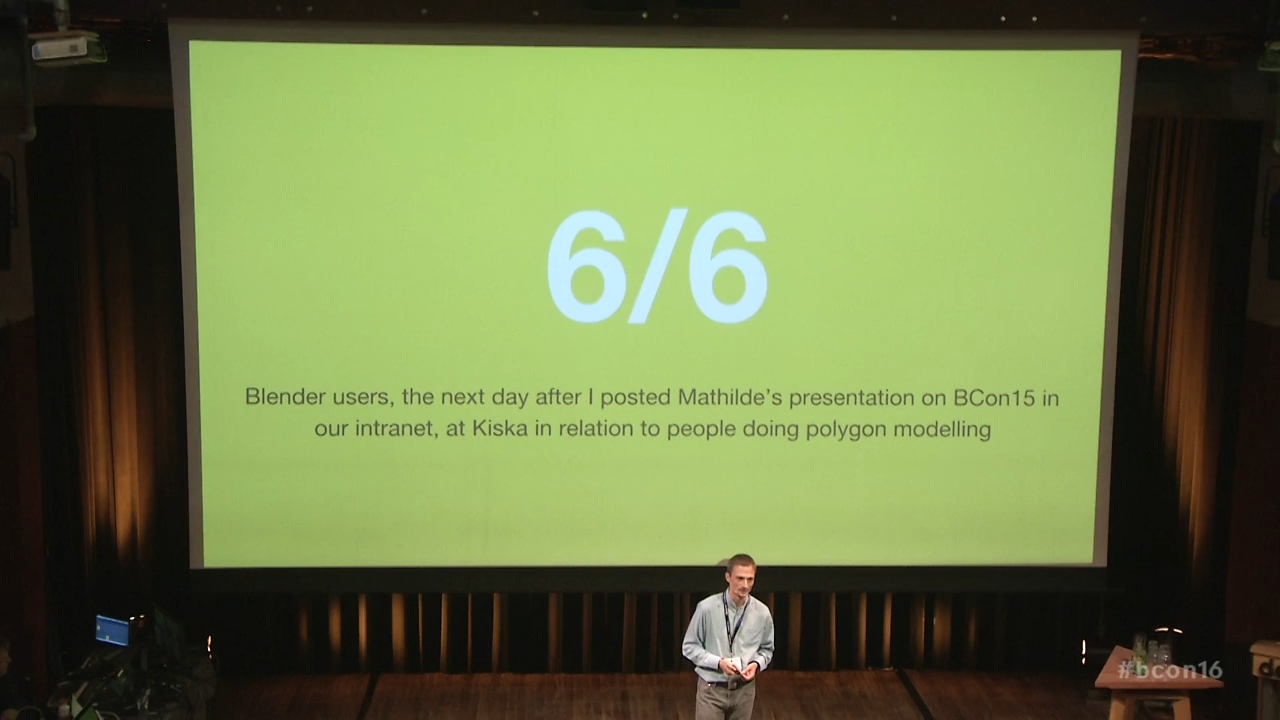 6/6
Blender users, the next day after I posted Mathilde’s presentation on BCon15 in
our intranet, at Kiska in relation to people doing polygon modelling
#bcon16